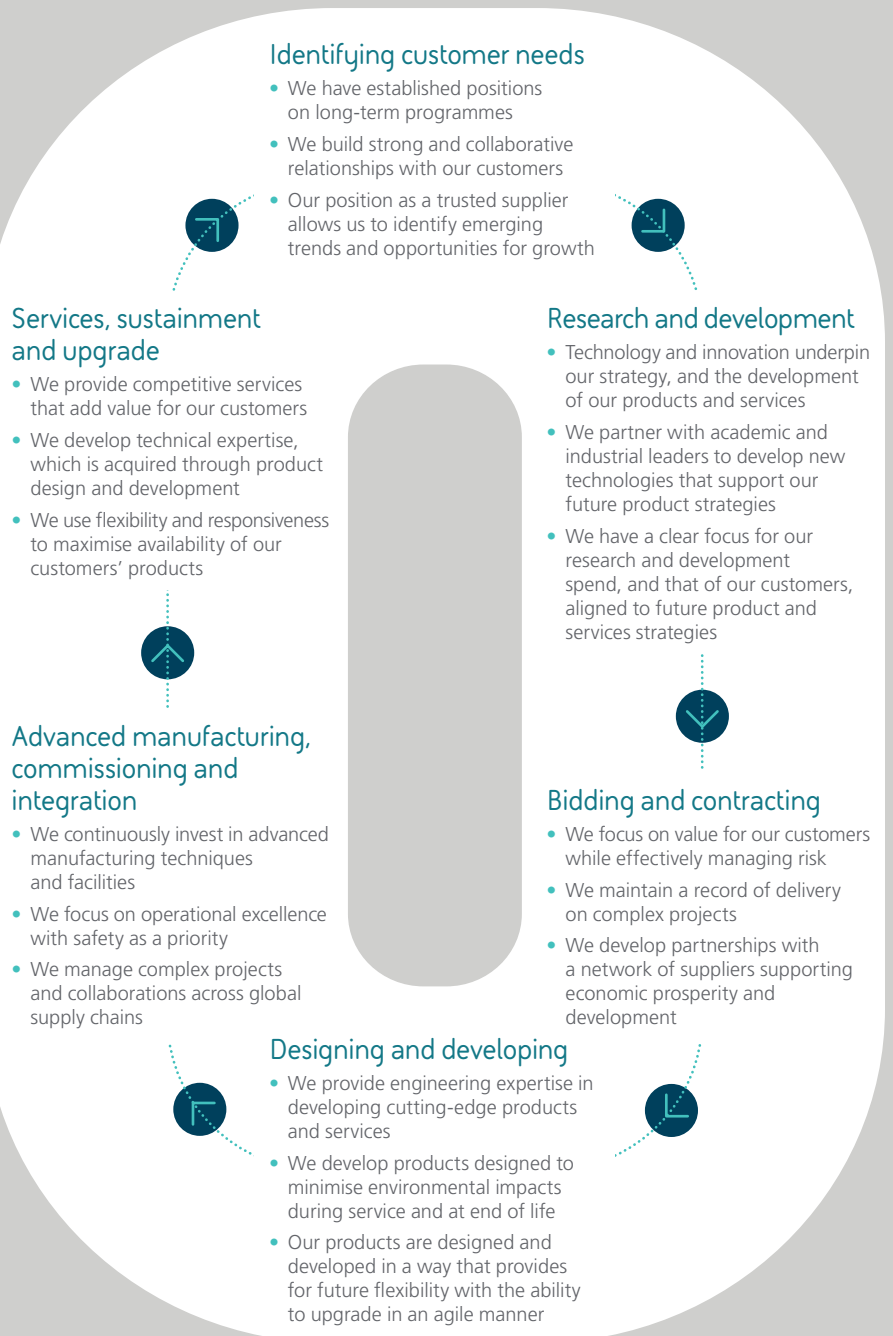 Identifying customer needs
• We have established positions
on long-term programmes
• We build strong and collaborative
relationships with our customers
• Our position as a trusted supplier
allows us to identify emerging
trends and opportunities for growth
Research and development
• Technology and innovation underpin
our strategy, and the development
of our products and services
• We partner with academic and
industrial leaders to develop new
technologies that support our
future product strategies
• We have a clear focus for our
research and development
spend, and that of our customers,
aligned to future product and
services strategies
Bidding and contracting
• We focus on value for our customers
while effectively managing risk
• We maintain a record of delivery
on complex projects
• We develop partnerships with
a network of suppliers supporting
economic prosperity and
development
Designing and developing
• We provide engineering expertise in
developing cutting-edge products
and services
• We develop products designed to
minimise environmental impacts
during service and at end of life
• Our products are designed and
developed in a way that provides
for future flexibility with the ability
to upgrade in an agile manner
Advanced manufacturing,
commissioning and
integration
• We continuously invest in advanced
manufacturing techniques
and facilities
• We focus on operational excellence
with safety as a priority
• We manage complex projects
and collaborations across global
supply chains
Services, sustainment
and upgrade
• We provide competitive services
that add value for our customers
• We develop technical expertise,
which is acquired through product
design and development
• We use flexibility and responsiveness
to maximise availability of our
customers’ products